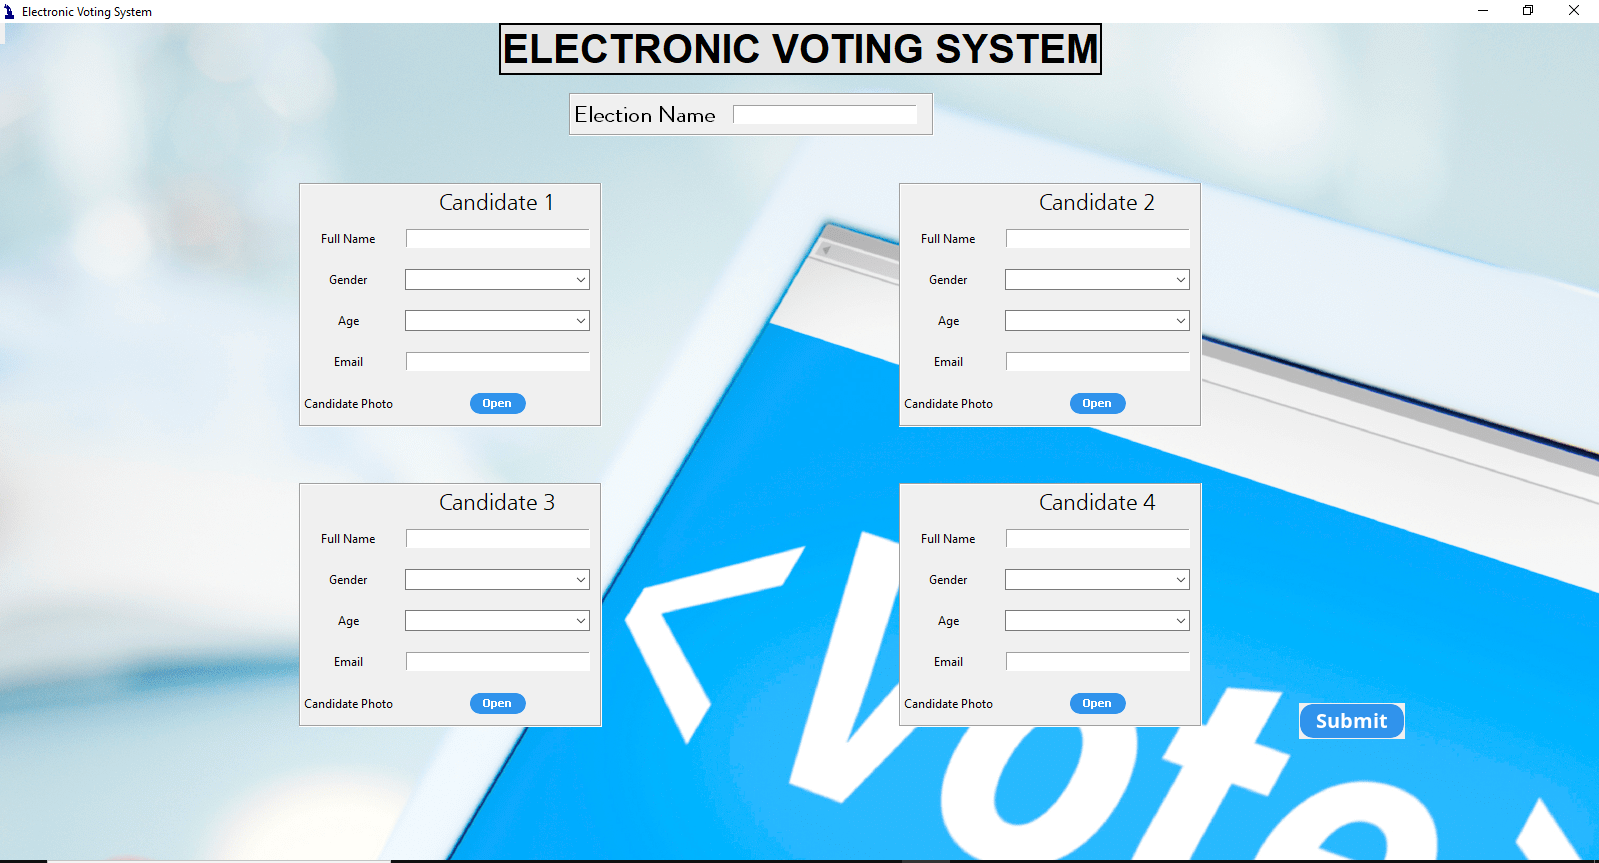 Electronic Voting System
ELECTRONIC VOTING SYSTEM
Election Name
Candidate 1
Full Name
Gender
Age
Email
Candidate Photo Open
Candidate 2
Full Name
Gender
Age
Email
Candidate Photo Open
Candidate 3
Full Name
Gender
Age
Email
Candidate Photo Open
Candidate 4
Full Name
Gender
Age
Email
Candidate Photo Open
Submit
<Vote>